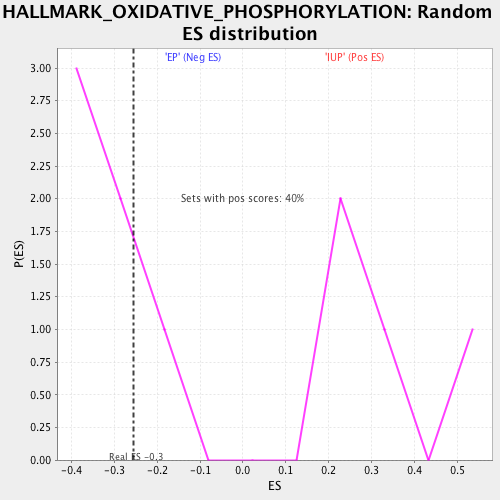 HALLMARK_OXIDATIVE_PHOSPHORYLATION: Random
ES distribution
'EP' (Neg ES)
'IUP' (Pos ES)
3.00
2.75
2.50
2.25
2.00
1.75
1.50
1.25
1.00
0.75
0.50
0.25
0.00
P(ES)
Sets with pos scores: 40%
Real ES -0.3
-0.4 -0.3 -0.2 -0.1 0.0 0.1 0.2 0.3 0.4 0.5
ES